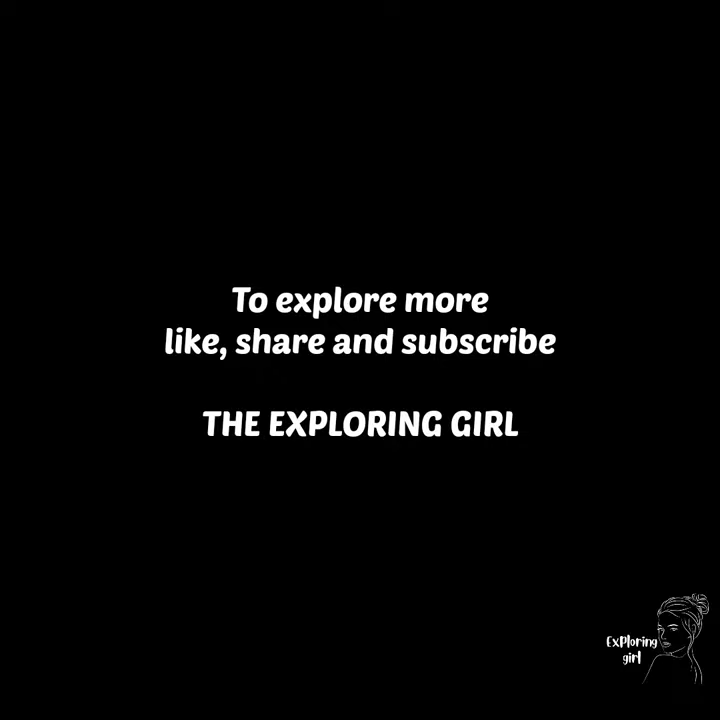 To explore more
like, share and subscribe
THE EXPLORING GIRL
ExPloring
girl